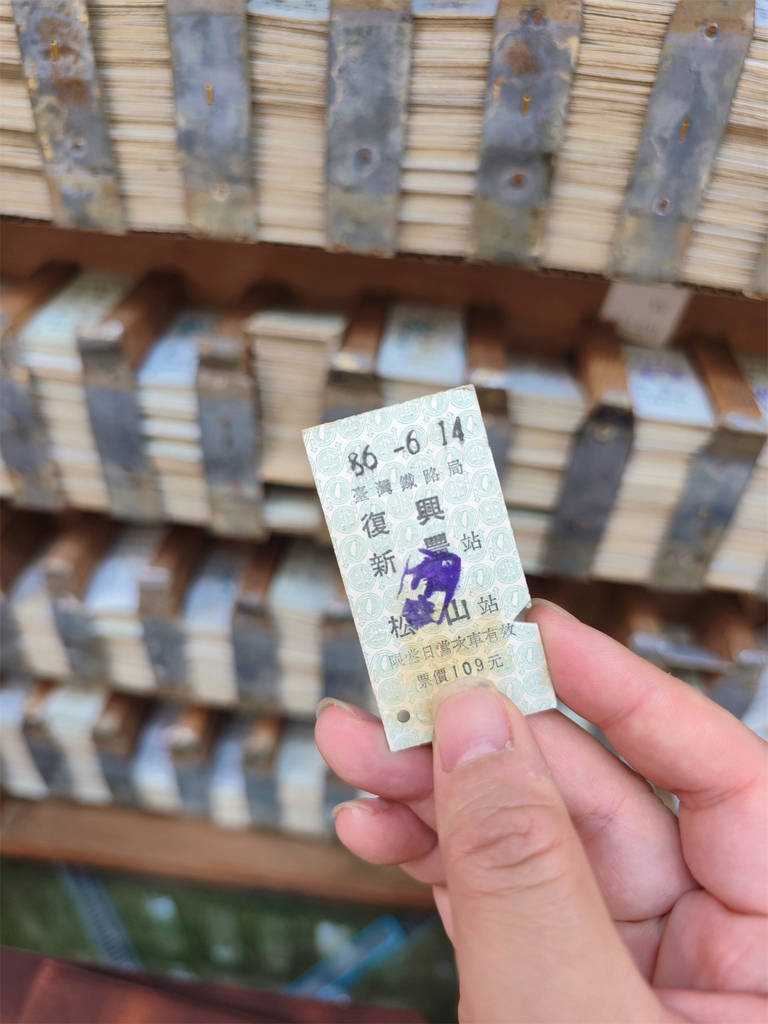 86 -6 14
臺灣鐵路局
復興
新豐站
松山站
限當日當次車有效
票價109元